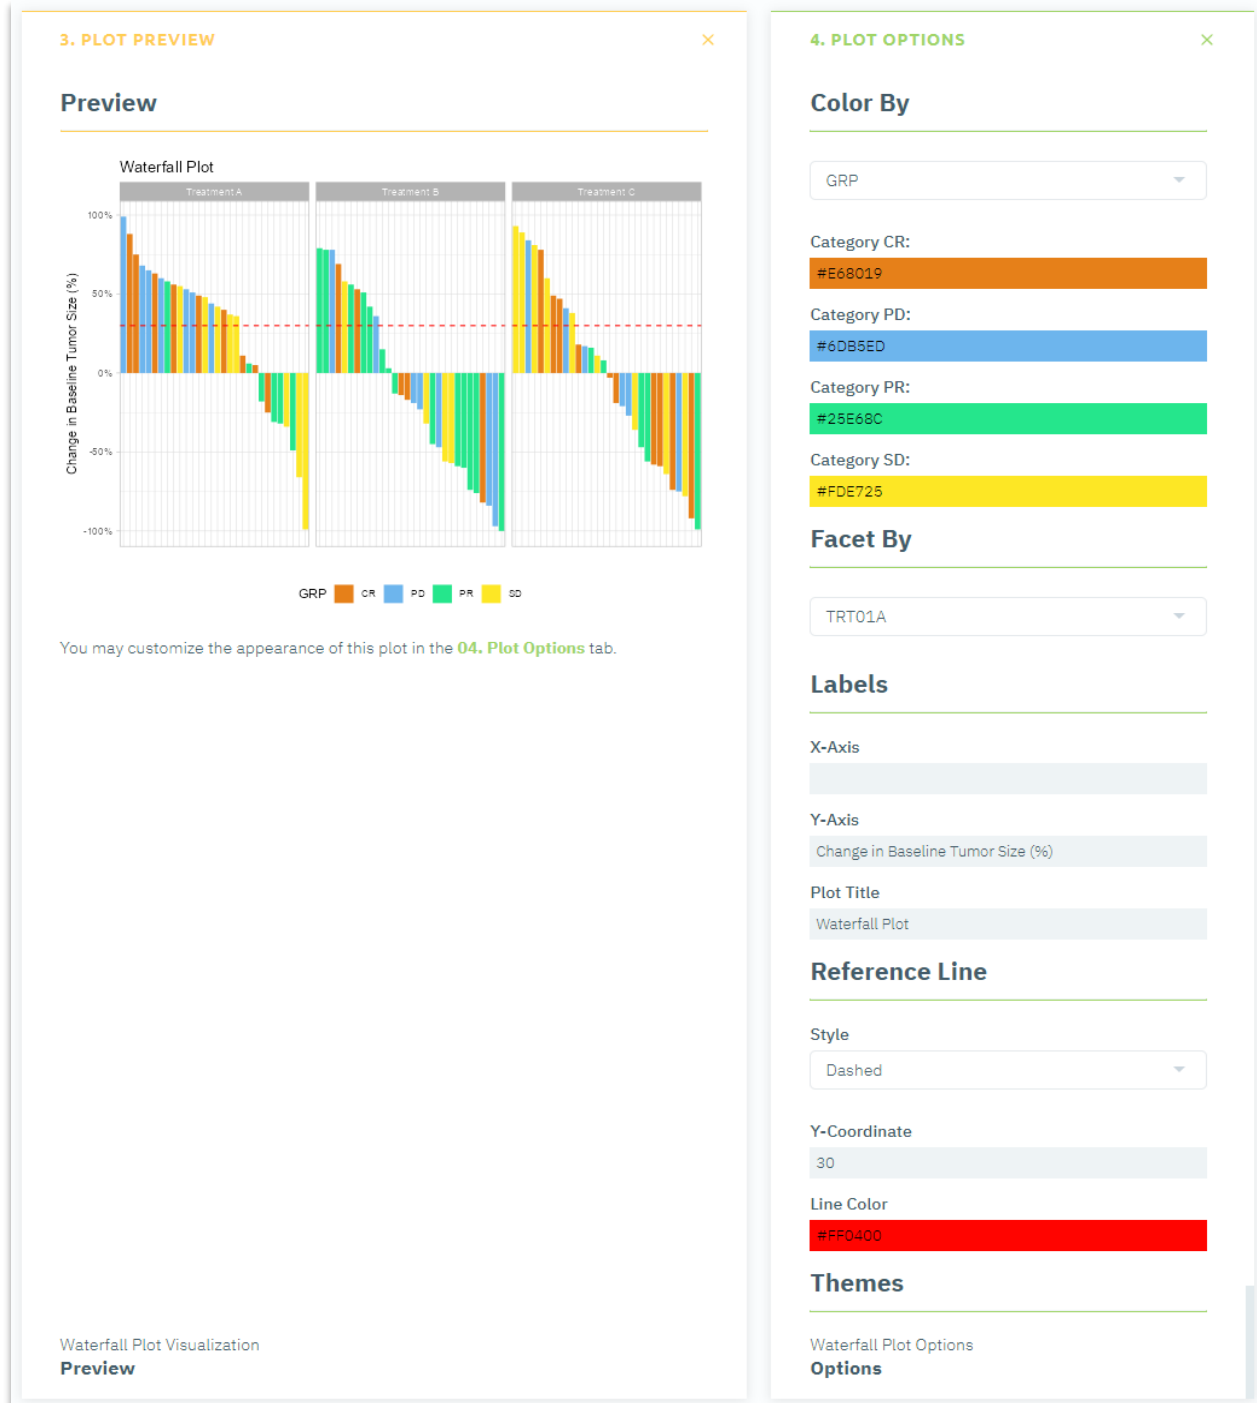 3. PLOT PREVIEW
Preview
Waterfall Plot
Treatment A
Treatment B
Treatment C
100%
50%
0%
-50%
-100%
Change in Baseline Tumor Size (%)
GRP CR PD PR SD
You may customize the appearance of this plot in the 04. Plot Options tab.
Waterfall Plot Visualization
Preview
4. PLOT OPTIONS
Color By
GRP
Category CR:
#E68019
Category PD:
#6DB5ED
Category PR:
#25E68C
Category SD:
#FDE725
Facet By
TRT01A
Labels
X-Axis
Y-Axis
Change in Baseline Tumor Size (%)
Plot Title
Waterfall Plot
Reference Line
Style
Dashed
Y-Coordinate
30
Line Color
#FF0400
Themes
Waterfall Plot Options
Options